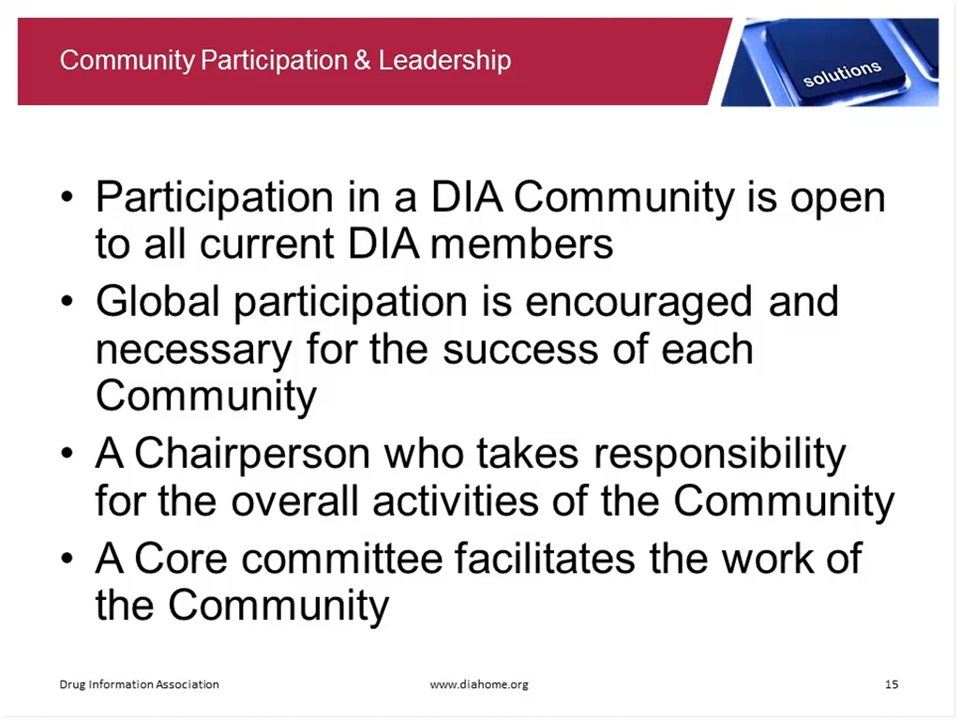 Community Participation & Leadership
solutions
• Participation in a DIA Community is open
to all current DIA members
• Global participation is encouraged and
necessary for the success of each
Community
• A Chairperson who takes responsibility
for the overall activities of the Community
• A Core committee facilitates the work of
the Community
Drug Information Association www.diahome.org 15